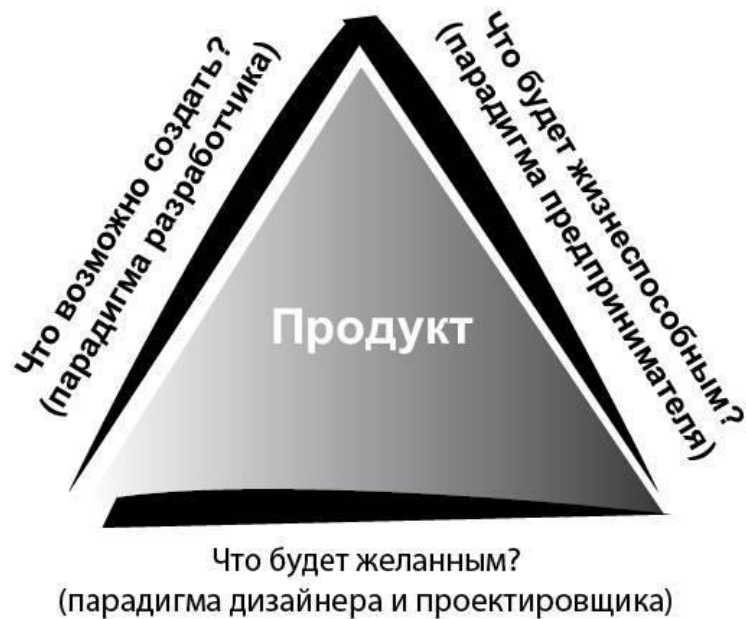 Что возможно создать?
(парадигма разработчика)
Что будет жизнеспособным?
(парадигма предпринимателя)
Продукт
Что будет желанным?
(парадигма дизайнера и проектировщика)